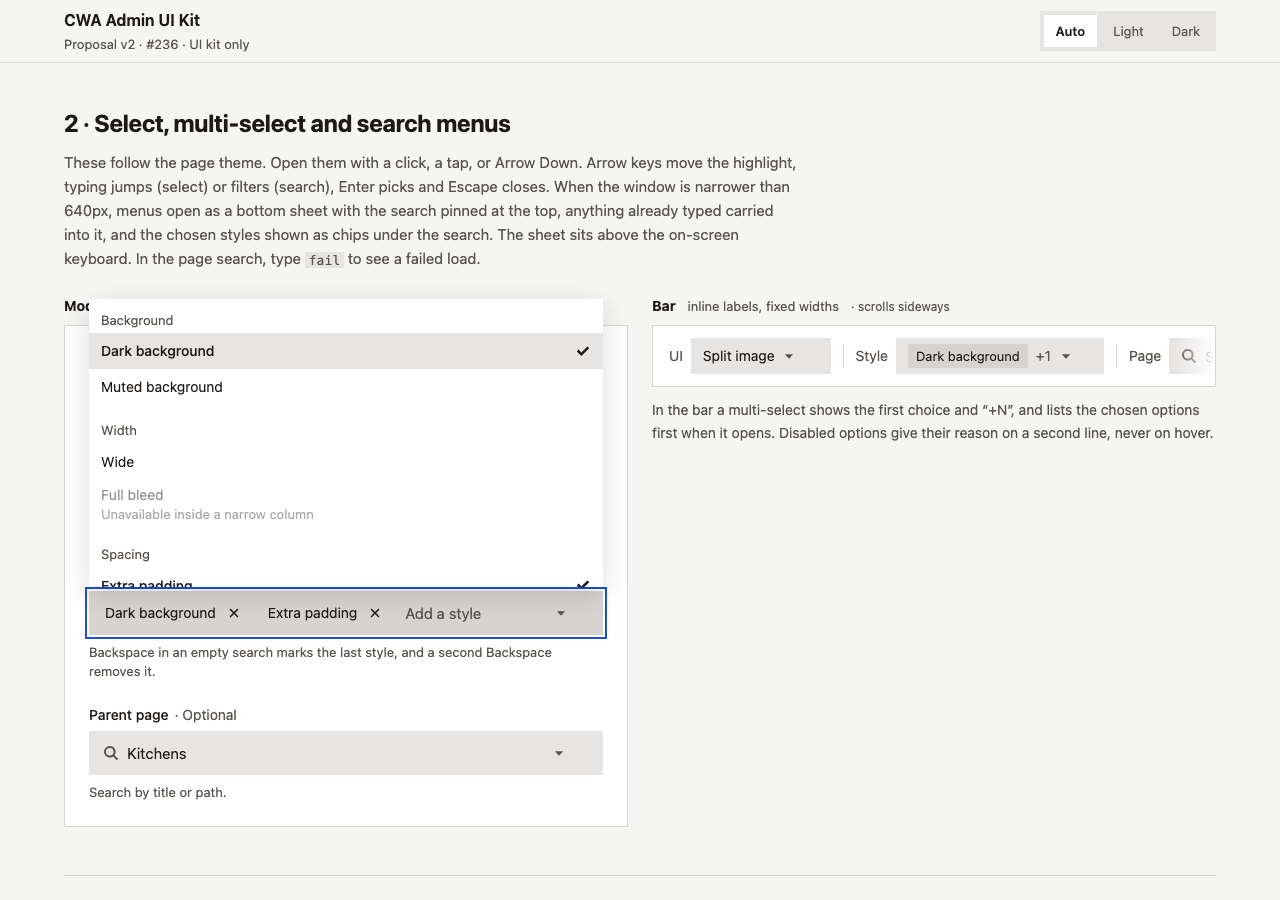 CWA Admin UI Kit
Proposal v2 · #236 · UI kit only
Auto Light Dark
2 · Select, multi-select and search menus
These follow the page theme. Open them with a click, a tap, or Arrow Down. Arrow keys move the highlight,
typing jumps (select) or filters (search), Enter picks and Escape closes. When the window is narrower than
640px, menus open as a bottom sheet with the search pinned at the top, anything already typed carried
into it, and the chosen styles shown as chips under the search. The sheet sits above the on-screen
keyboard. In the page search, type fail to see a failed load.
Background
Dark background
Muted background
Width
Wide
Full bleed
Unavailable inside a narrow column
Spacing
Extra padding
Dark background Extra padding Add a style
Backspace in an empty search marks the last style, and a second Backspace
removes it.
Parent page · Optional
Kitchens
Search by title or path.
Bar inline labels, fixed widths · scrolls sideways
UI Split image Style Dark background +1 Page
In the bar a multi-select shows the first choice and “+N”, and lists the chosen options
first when it opens. Disabled options give their reason on a second line, never on hover.